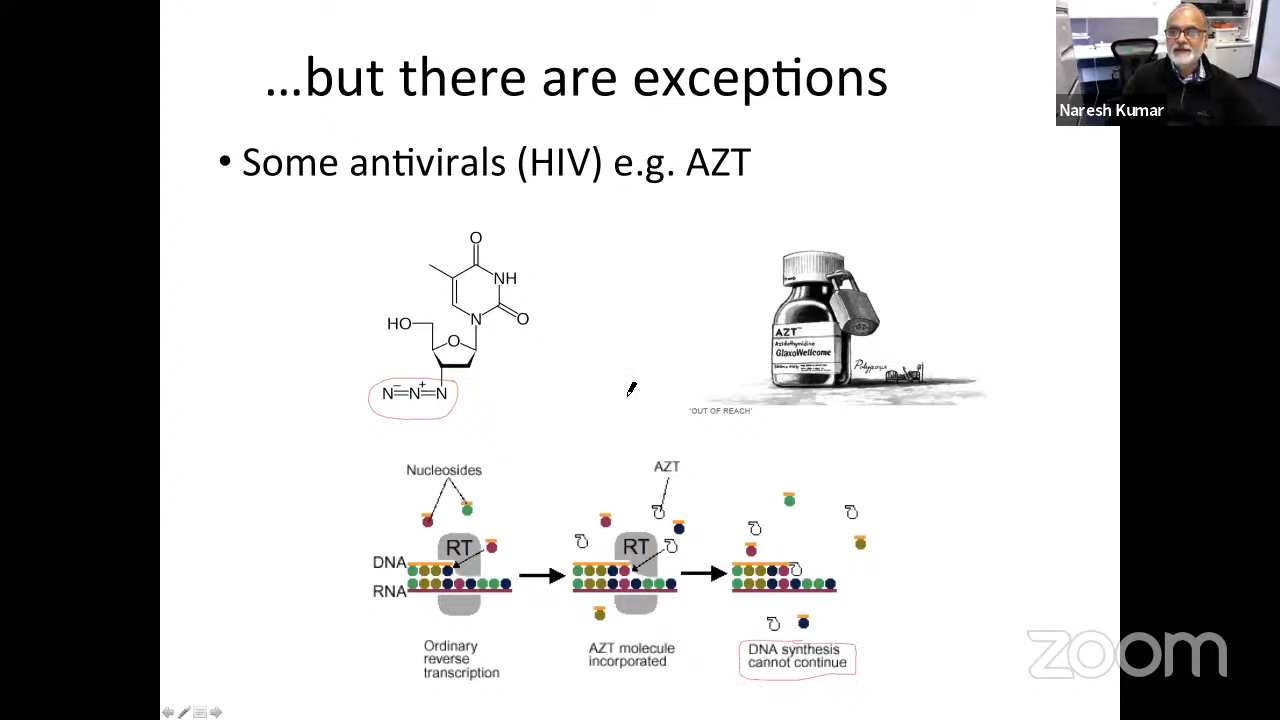 ...but there are exceptions
Naresh Kumar
• Some antivirals (HIV) e.g. AZT
O
NH
N
O
HO
O
N=N=N
− +
AZT
Azidothymidine
GlaxoWellcome
Polyp
'OUT OF REACH'
Nucleosides
AZT
RT
RT
DNA
RNA
Ordinary
reverse
transcription
AZT molecule
incorporated
DNA synthesis
cannot continue
zoom